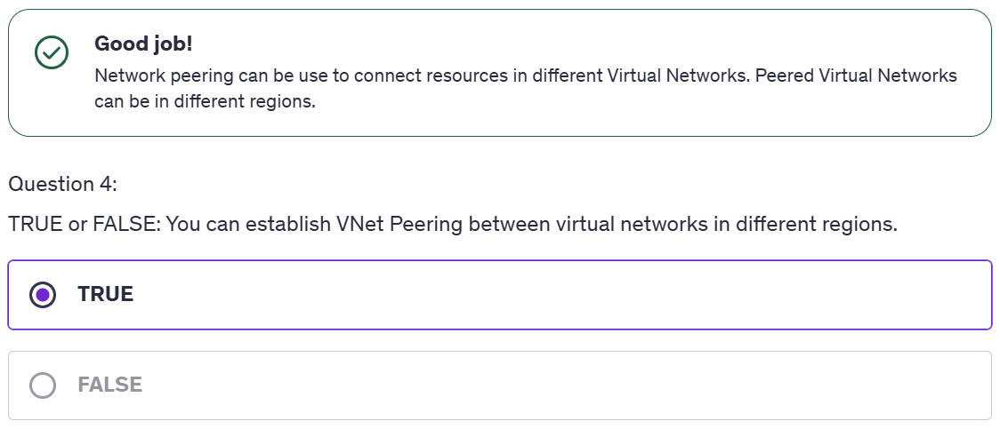 Good job!
Network peering can be use to connect resources in different Virtual Networks. Peered Virtual Networks
can be in different regions.
Question 4:
TRUE or FALSE: You can establish VNet Peering between virtual networks in different regions.
TRUE
FALSE